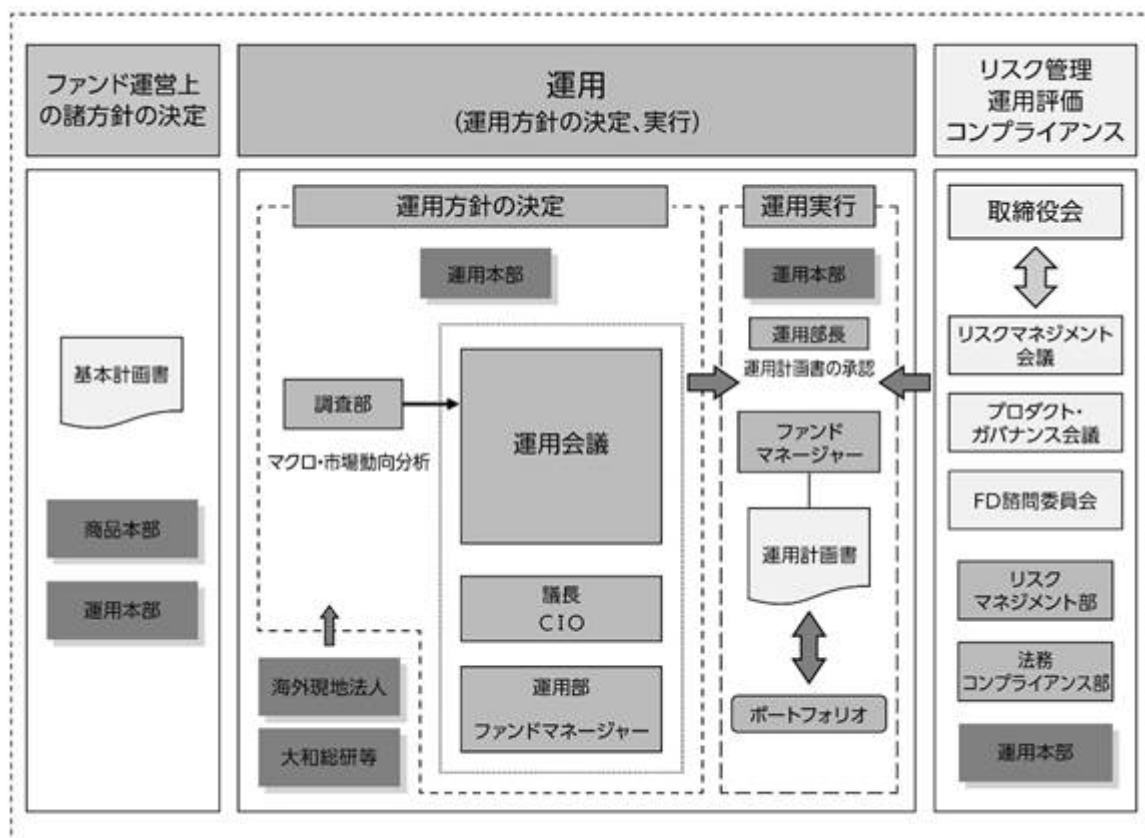 ファンド運営上
の諸方針の決定
運用
(運用方針の決定、実行)
リスク管理
運用評価
コンプライアンス
基本計画書
商品本部
運用本部
運用方針の決定
運用本部
調査部
マクロ・市場動向分析
運用会議
議長
CIO
運用部
ファンドマネージャー
海外現地法人
大和総研等
運用実行
運用本部
運用部長
運用計画書の承認
ファンド
マネージャー
運用計画書
ポートフォリオ
取締役会
リスクマネジメント
会議
プロダクト・
ガバナンス会議
FD諮問委員会
リスク
マネジメント部
法務
コンプライアンス部
運用本部